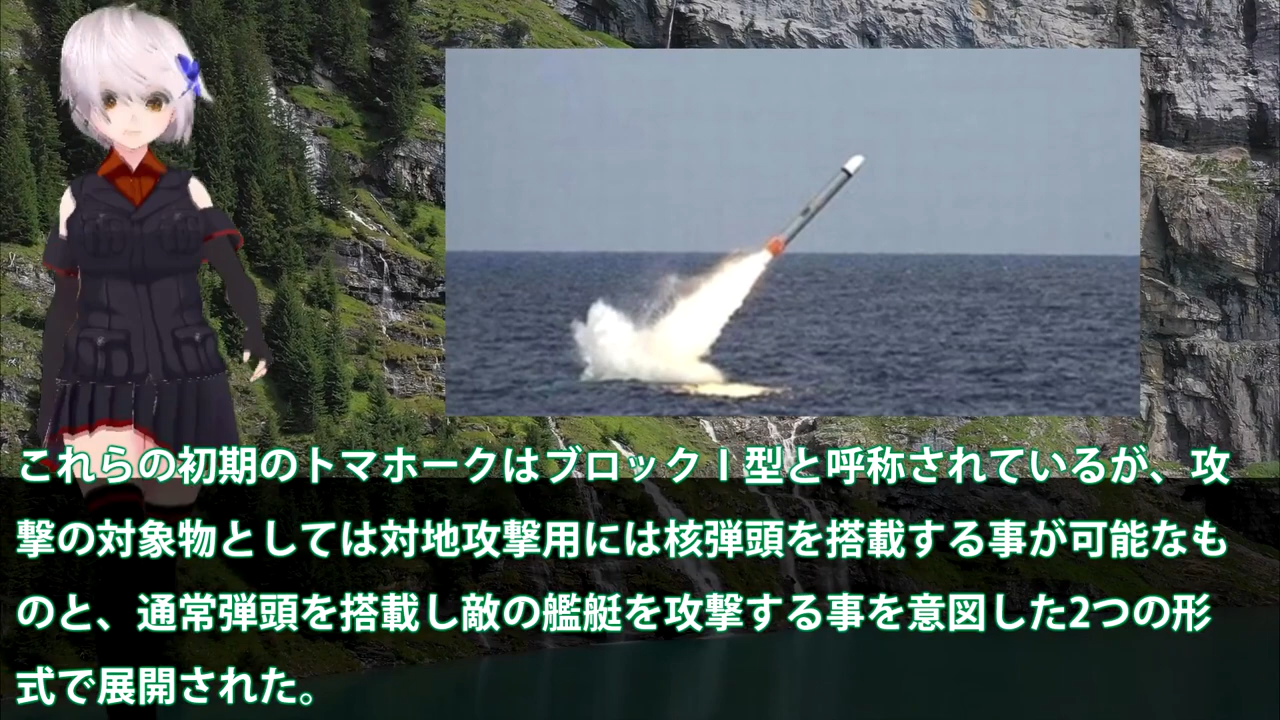 これらの初期のトマホークはブロックⅠ型と呼称されているが、攻
撃の対象物としては対地攻撃用には核弾頭を搭載する事が可能なも
のと、通常弾頭を搭載し敵の艦艇を攻撃する事を意図した2つの形
式で展開された。